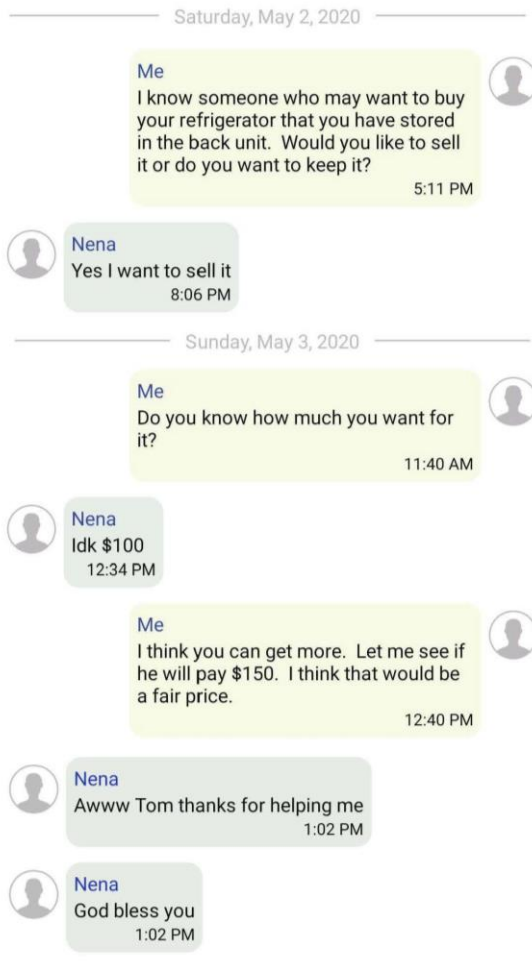 Saturday, May 2, 2020
Me
I know someone who may want to buy
your refrigerator that you have stored
in the back unit.  Would you like to sell
it or do you want to keep it?
5:11 PM
Nena
Yes I want to sell it
8:06 PM
Sunday, May 3, 2020
Me
Do you know how much you want for
it?
11:40 AM
Nena
Idk $100
12:34 PM
Me
I think you can get more.  Let me see if
he will pay $150.  I think that would be
a fair price.
12:40 PM
Nena
Awww Tom thanks for helping me
1:02 PM
Nena
God bless you
1:02 PM